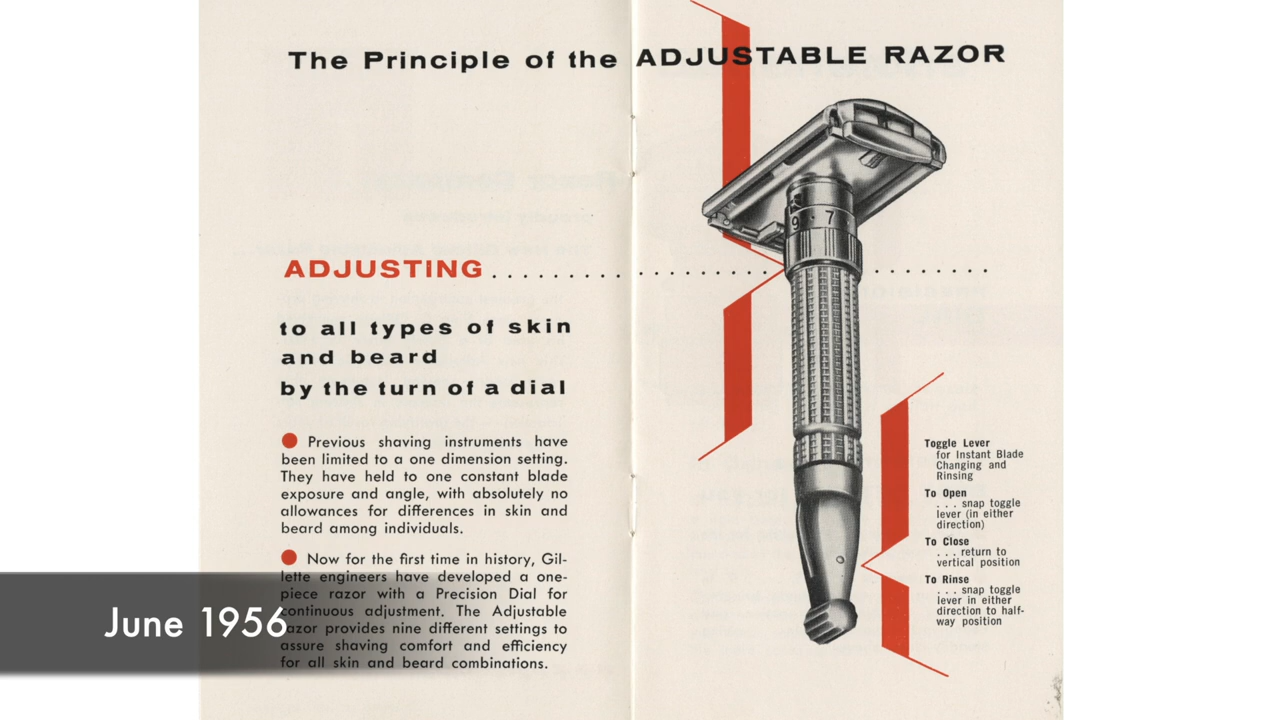 The Principle of the ADJUSTABLE RAZOR
ADJUSTING
to all types of skin
and beard
by the turn of a dial
Previous shaving instruments have
been limited to a one dimension setting.
They have held to one constant blade
exposure and angle, with absolutely no
allowances for differences in skin and
beard among individuals.
Now for the first time in history, Gil-
lette engineers have developed a one-
piece razor with a Precision Dial for
continuous adjustment. The Adjustable
razor provides nine different settings to
assure shaving comfort and efficiency
for all skin and beard combinations.
June 1956
9 · 7
Toggle Lever
for Instant Blade
Changing and
Rinsing
To Open
. . . snap toggle
lever (in either
direction)
To Close
. . . return to
vertical position
To Rinse
. . . snap toggle
lever in either
direction to half-
way position